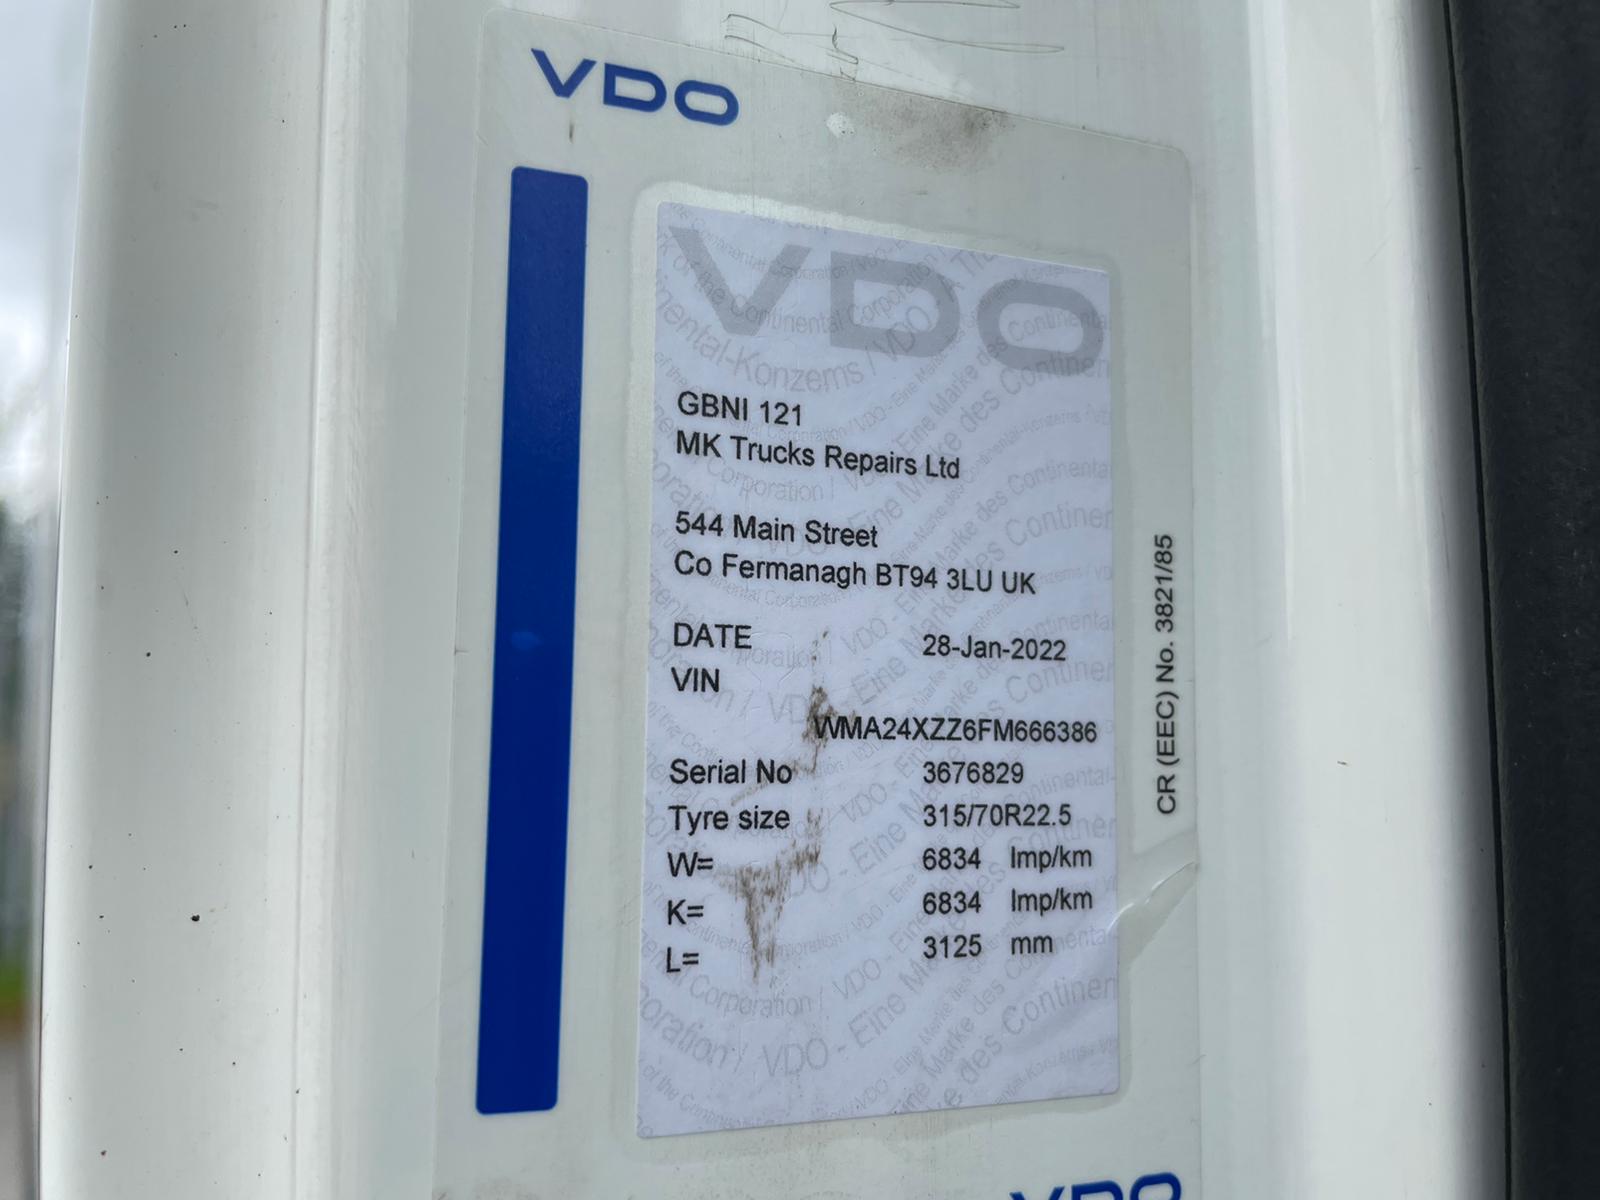 VDO
VDO
GBNI 121
MK Trucks Repairs Ltd
544 Main Street
Co Fermanagh BT94 3LU UK
DATE 28-Jan-2022
VIN
WMA24XZZ6FM666386
Serial No 3676829
Tyre size 315/70R22.5
W= 6834 Imp/km
K= 6834 Imp/km
L= 3125 mm
CR (EEC) No. 3821/85
VDO